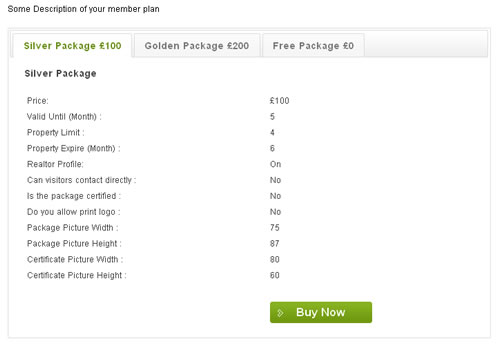 Some Description of your member plan
Silver Package £100 Golden Package £200 Free Package £0
Silver Package
Price: £100
Valid Until (Month) : 5
Property Limit : 4
Property Expire (Month) : 6
Realtor Profile: On
Can visitors contact directly : No
Is the package certified : No
Do you allow print logo : No
Package Picture Width : 75
Package Picture Height : 87
Certificate Picture Width : 80
Certificate Picture Height : 60
Buy Now